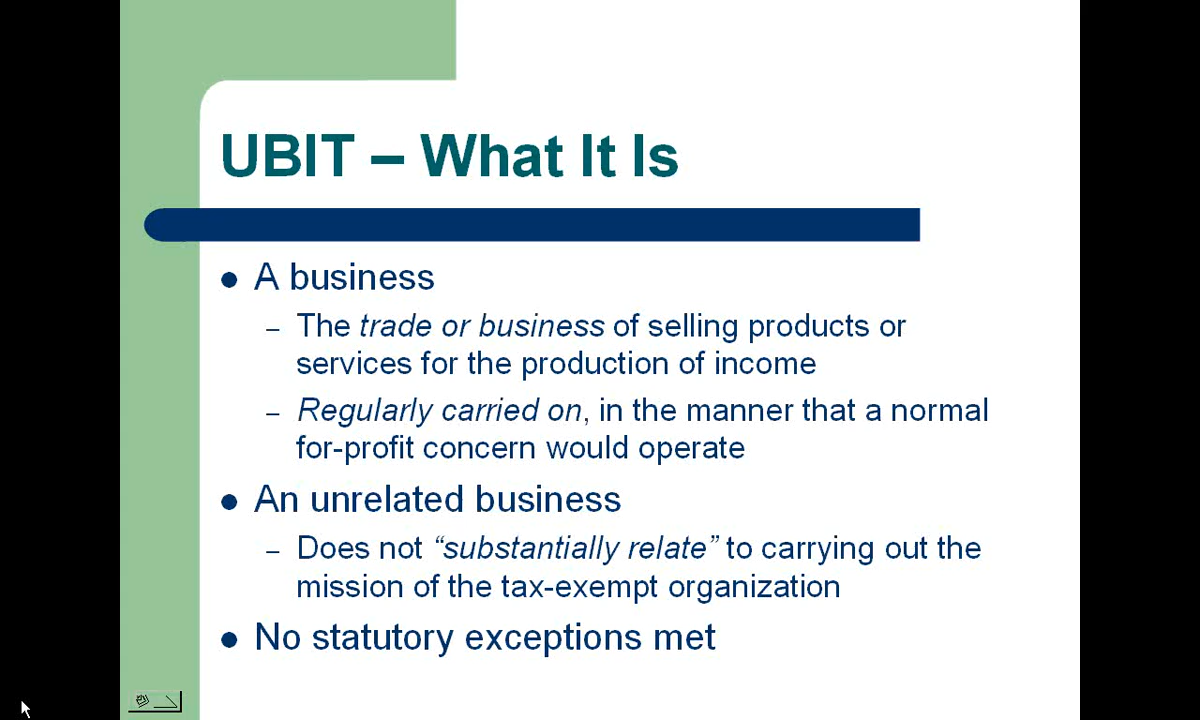 UBIT – What It Is
● A business
– The trade or business of selling products or
services for the production of income
– Regularly carried on, in the manner that a normal
for-profit concern would operate
● An unrelated business
– Does not “substantially relate” to carrying out the
mission of the tax-exempt organization
● No statutory exceptions met